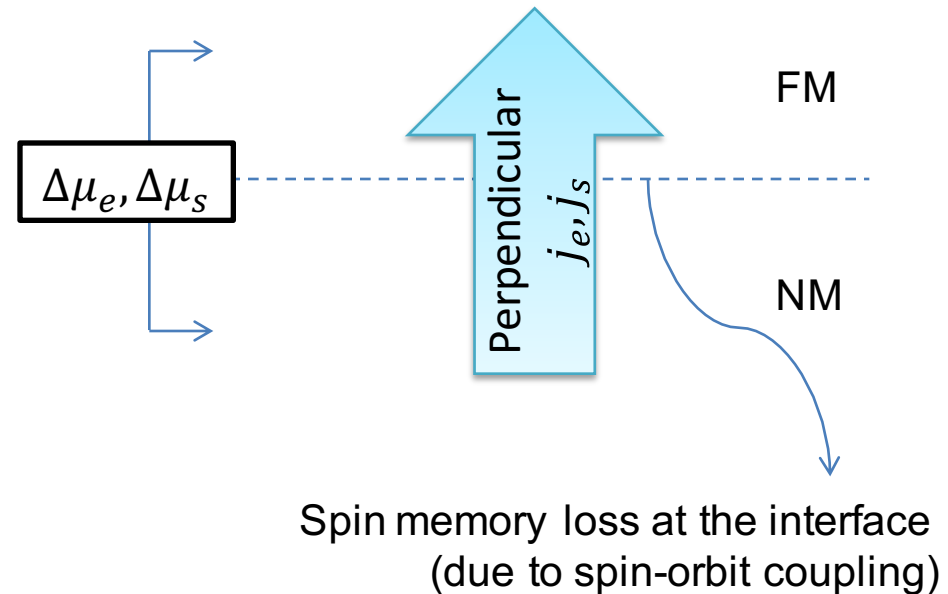 FM
Δμ_e, Δμ_s
Perpendicular
j_e, j_s
NM
Spin memory loss at the interface
(due to spin-orbit coupling)